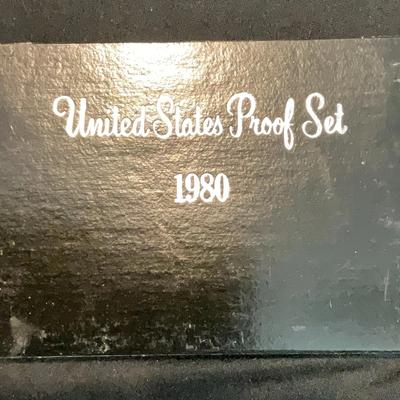 United States Proof Set
1980